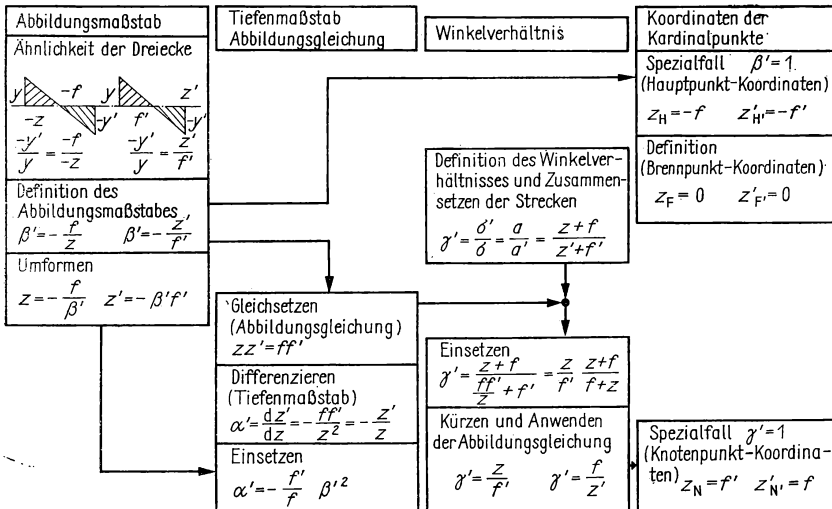 Abbildungsmaßstab
Ähnlichkeit der Dreiecke
y -f y z'
-z -y' f' -y'
-y'/y = -f/-z -y'/y = z'/f'
Definition des
Abbildungsmaßstabes
β' = -f/z β' = -z'/f'
Umformen
z = -f/β' z' = -β'f'
Tiefenmaßstab
Abbildungsgleichung
Gleichsetzen
(Abbildungsgleichung)
zz' = ff'
Differenzieren
(Tiefenmaßstab)
α' = dz'/dz = -ff'/z² = -z'/z
Einsetzen
α' = -f'/f β'²
Winkelverhältnis
Definition des Winkelver-
hältnisses und Zusammen-
setzen der Strecken
γ' = σ'/σ = a/a' = z+f/z'+f'
Einsetzen
γ' = z+f/(ff'/z + f') = z/f' z+f/f+z
Kürzen und Anwenden
der Abbildungsgleichung
γ' = z/f' γ' = f/z'
Koordinaten der
Kardinalpunkte
Spezialfall β' = 1
(Hauptpunkt-Koordinaten)
z_H = -f z'_H' = -f'
Definition
(Brennpunkt-Koordinaten)
z_F = 0 z'_F' = 0
Spezialfall γ' = 1
(Knotenpunkt-Koordina-
ten) z_N = f' z'_N' = f